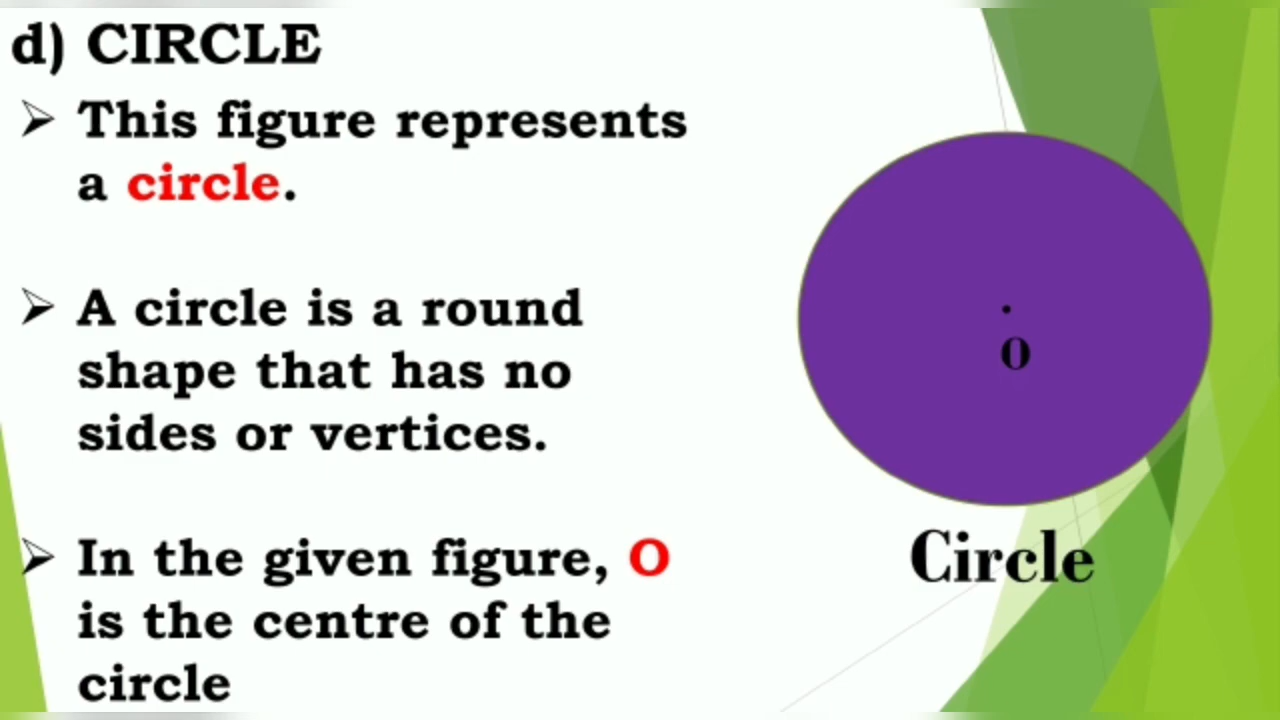 d) CIRCLE
➢ This figure represents
a circle.
➢ A circle is a round
shape that has no
sides or vertices.
➢ In the given figure, O
is the centre of the
circle
.
O
Circle